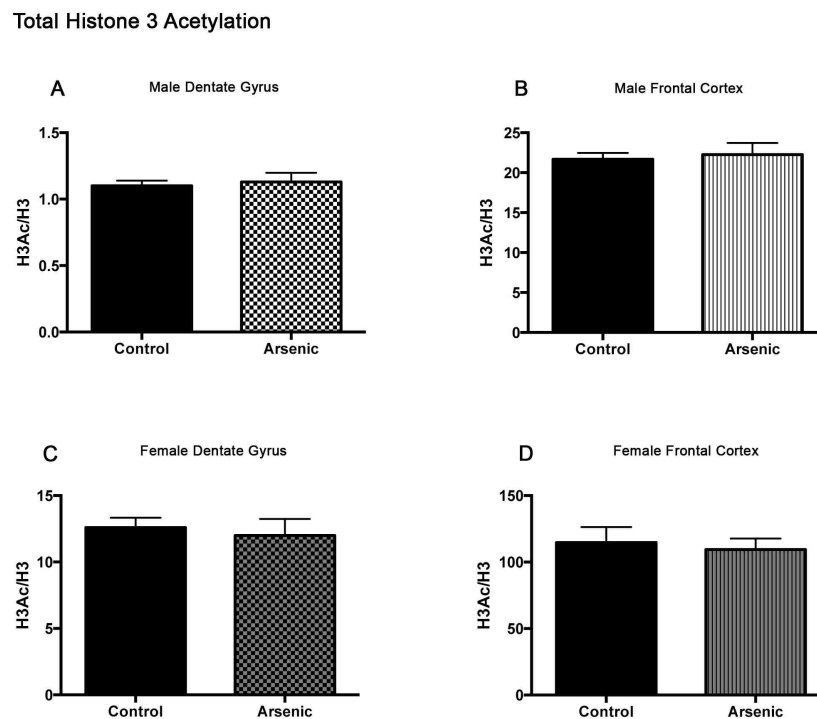 Total Histone 3 Acetylation
A Male Dentate Gyrus
1.5
1.0
0.5
0.0
H3Ac/H3
Control Arsenic
B Male Frontal Cortex
25
20
15
10
5
0
H3Ac/H3
Control Arsenic
C Female Dentate Gyrus
15
10
5
0
H3Ac/H3
Control Arsenic
D Female Frontal Cortex
150
100
50
0
H3Ac/H3
Control Arsenic